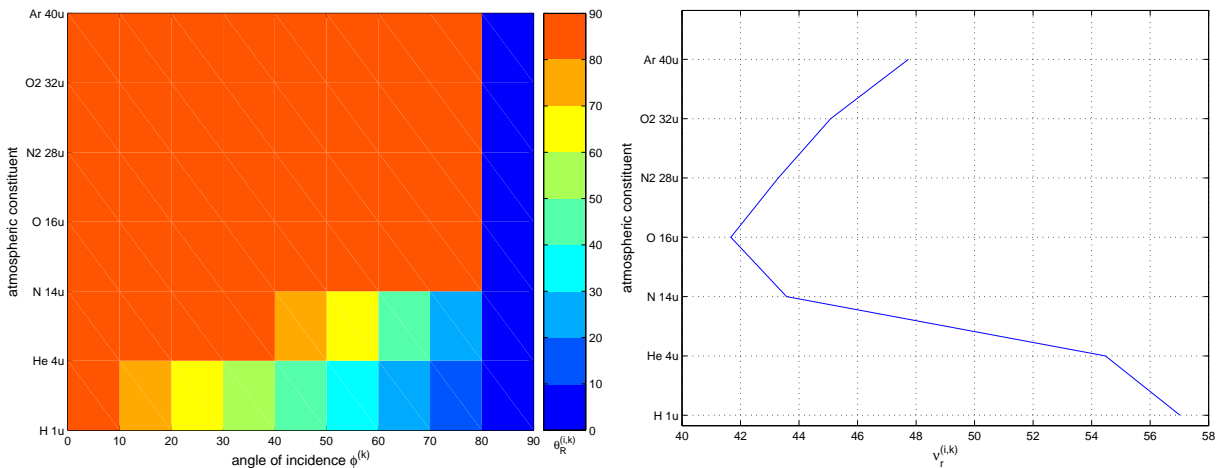 Ar 40u
O2 32u
N2 28u
O 16u
N 14u
He 4u
H 1u
atmospheric constituent
0 10 20 30 40 50 60 70 80 90
angle of incidence ϕ(k)
90
80
70
60
50
40
30
20
10
0
θR(i,k)
Ar 40u
O2 32u
N2 28u
O 16u
N 14u
He 4u
H 1u
atmospheric constituent
40 42 44 46 48 50 52 54 56 58
νr(i,k)